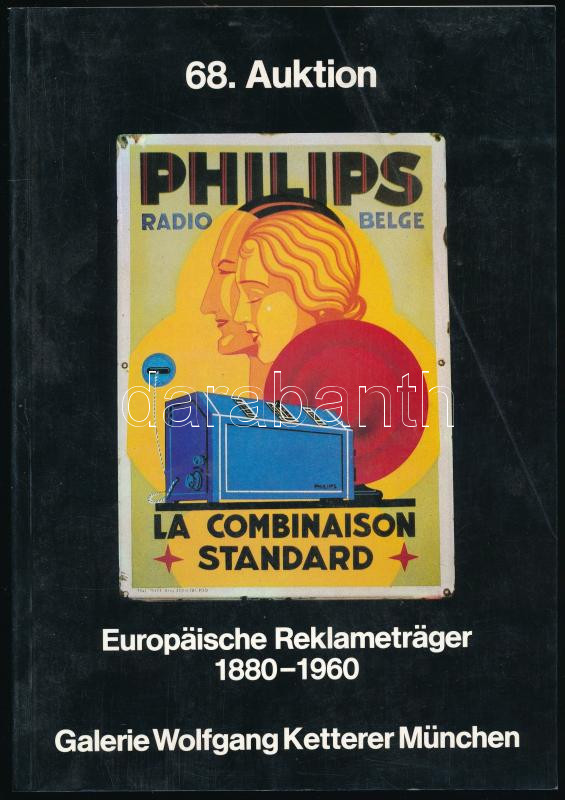 68. Auktion
PHILIPS
RADIO BELGE
darabanth
PHILIPS
LA COMBINAISON
STANDARD
Europäische Reklameträger
1880–1960
Galerie Wolfgang Ketterer München